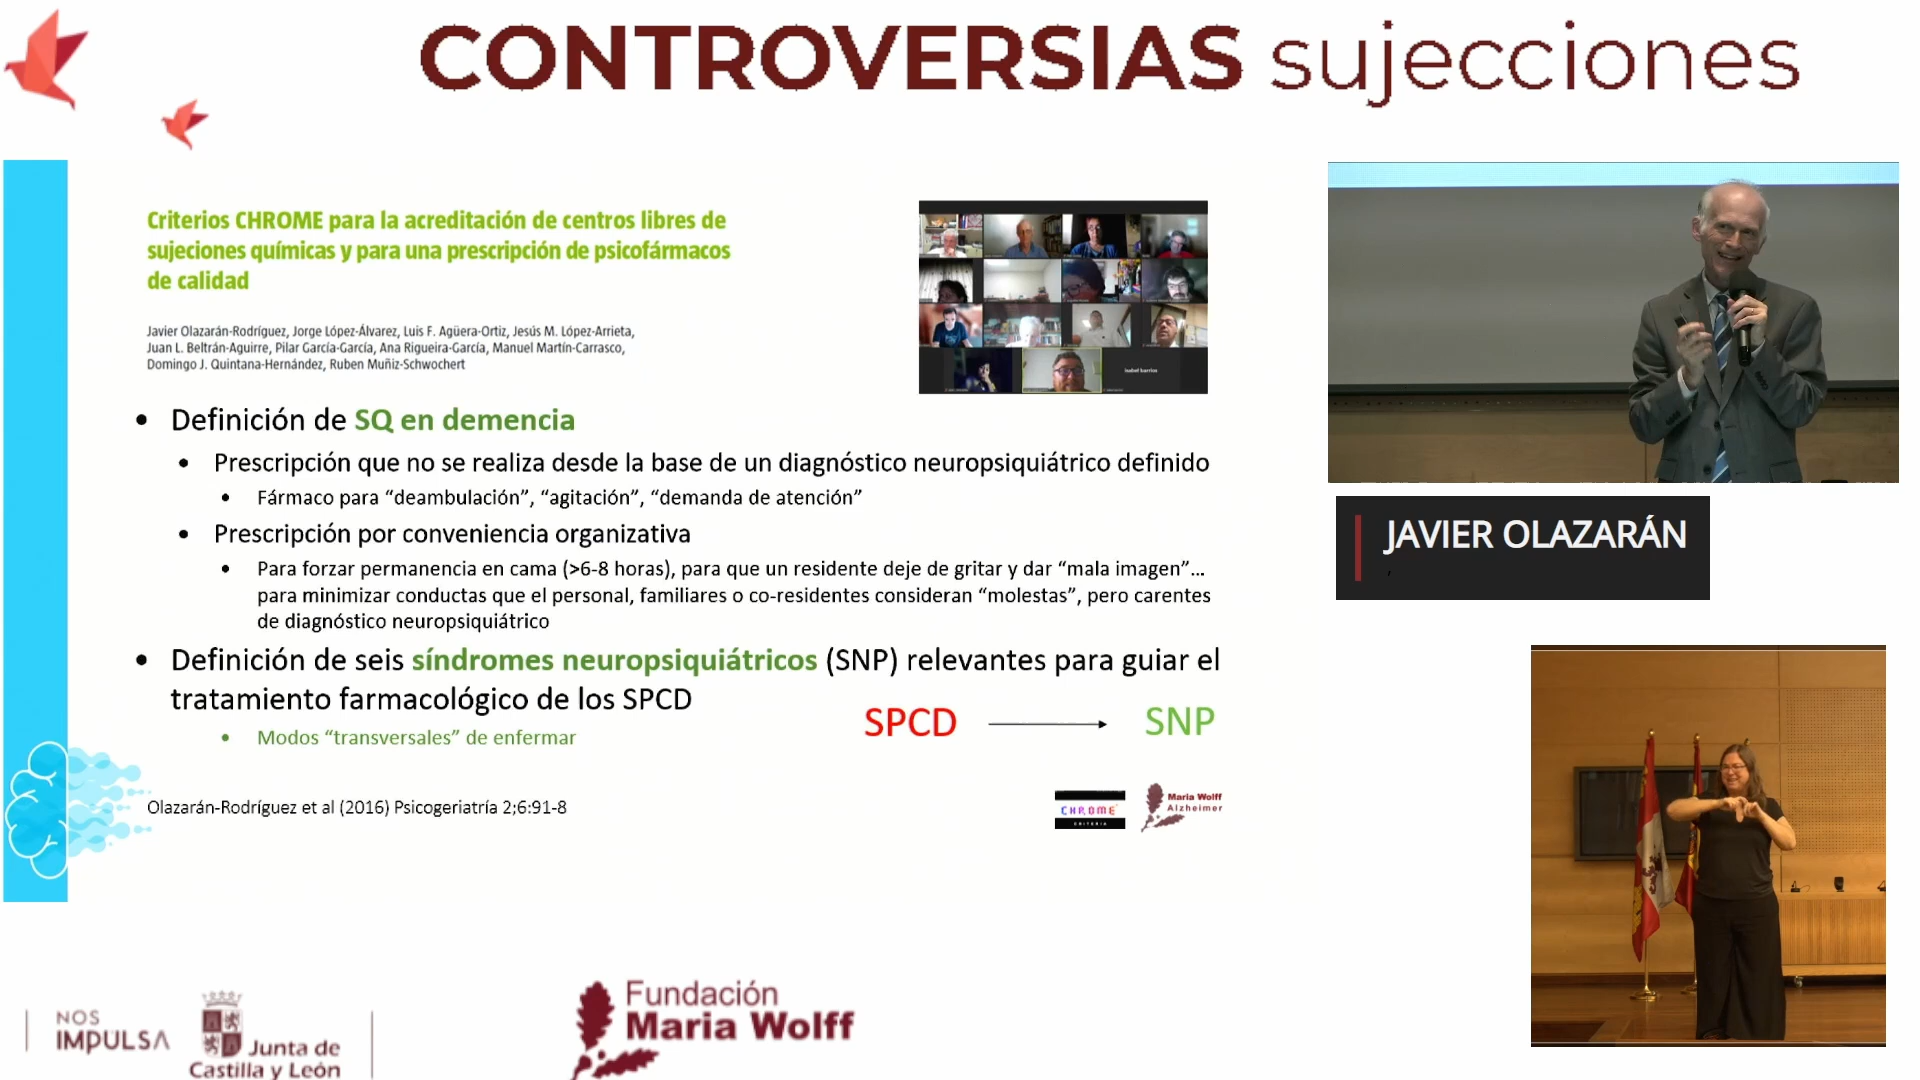 CONTROVERSIAS sujecciones
Criterios CHROME para la acreditación de centros libres de
sujeciones químicas y para una prescripción de psicofármacos
de calidad
Javier Olazarán-Rodríguez, Jorge López-Álvarez, Luis F. Agüera-Ortiz, Jesús M. López-Arrieta,
Juan L. Beltrán-Aguirre, Pilar García-García, Ana Rigueira-García, Manuel Martín-Carrasco,
Domingo J. Quintana-Hernández, Ruben Muñiz-Schwochert
Isabel barrios
• Definición de SQ en demencia
• Prescripción que no se realiza desde la base de un diagnóstico neuropsiquiátrico definido
• Fármaco para “deambulación”, “agitación”, “demanda de atención”
• Prescripción por conveniencia organizativa
• Para forzar permanencia en cama (>6-8 horas), para que un residente deje de gritar y dar “mala imagen”...
para minimizar conductas que el personal, familiares o co-residentes consideran “molestas”, pero carentes
de diagnóstico neuropsiquiátrico
• Definición de seis síndromes neuropsiquiátricos (SNP) relevantes para guiar el
tratamiento farmacológico de los SPCD
SPCD → SNP
• Modos “transversales” de enfermar
Olazarán-Rodríguez et al (2016) Psicogeriatría 2;6:91-8
CHROME
CRITERIA
Maria Wolff
Alzheimer
JAVIER OLAZARÁN
,
NOS
IMPULSA
Junta de
Castilla y León
Fundación
Maria Wolff